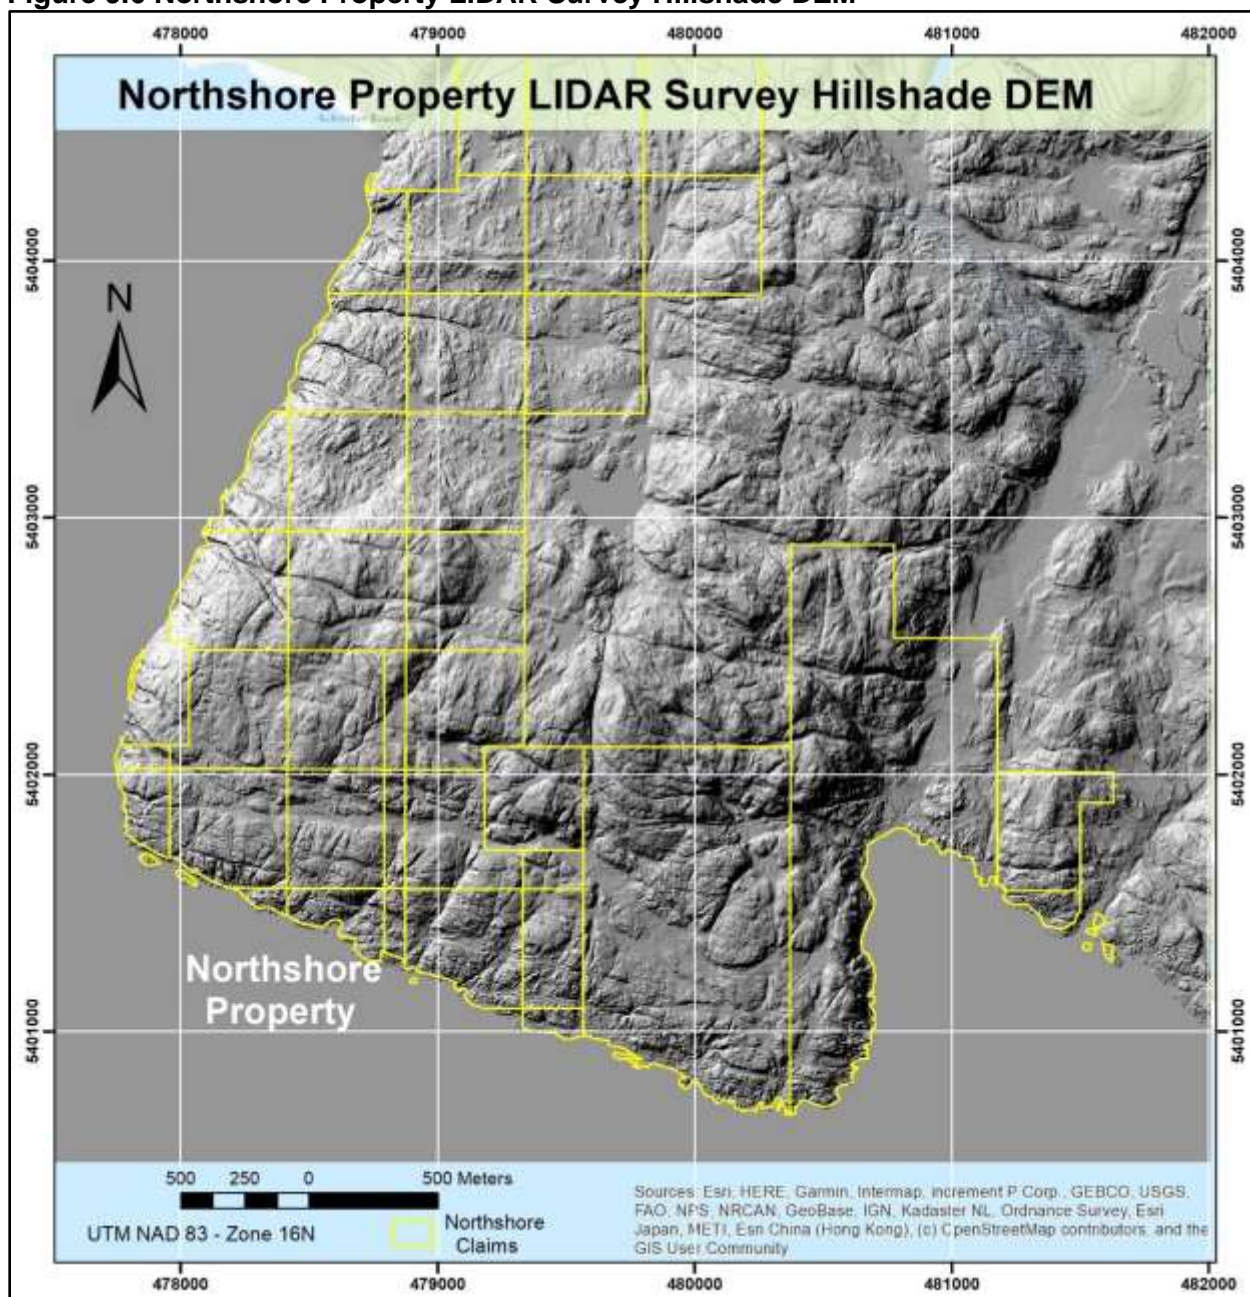 Figure 5.6 Northshore Property LIDAR Survey Hillshade DEM
478000 479000 480000 481000 482000
Northshore Property LIDAR Survey Hillshade DEM
5404000 5404000
N
5403000 5403000
5402000 5402000
Northshore
Property
5401000 5401000
500 250 0 500 Meters
UTM NAD 83 - Zone 16N
Northshore
Claims
Sources: Esri, HERE, Garmin, Intermap, increment P Corp., GEBCO, USGS,
FAO, NPS, NRCAN, GeoBase, IGN, Kadaster NL, Ordnance Survey, Esri
Japan, METI, Esri China (Hong Kong), (c) OpenStreetMap contributors, and the
GIS User Community
478000 479000 480000 481000 482000